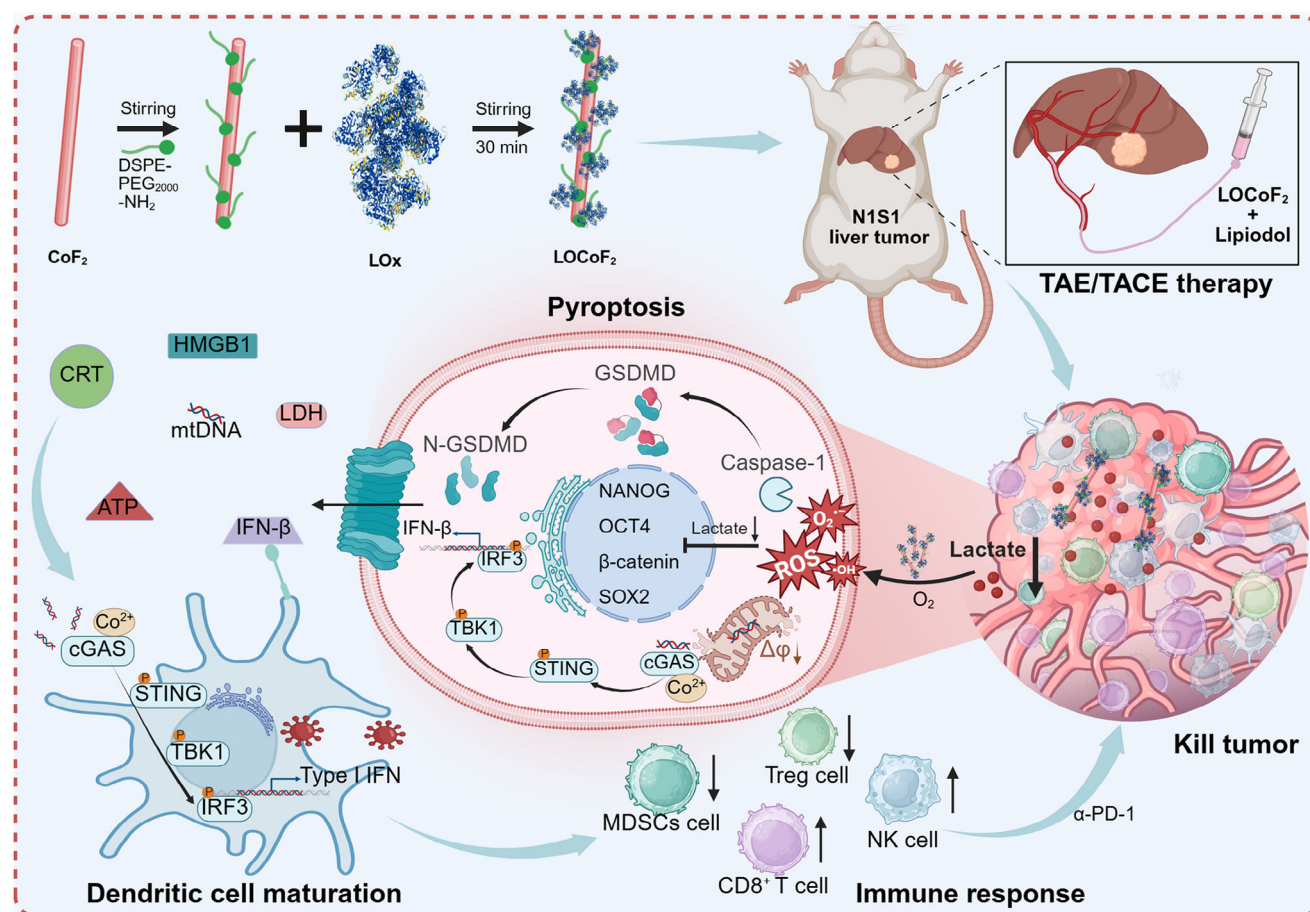 Stirring
DSPE-
PEG2000
-NH2
CoF2
+
LOx
Stirring
30 min
LOCoF2
N1S1
liver tumor
LOCoF2
+
Lipiodol
TAE/TACE therapy
Pyroptosis
CRT
HMGB1
mtDNA
LDH
ATP
IFN-β
GSDMD
N-GSDMD
Caspase-1
NANOG
OCT4
β-catenin
SOX2
Lactate
O2·-
ROS
·OH
O2
IFN-β
P
IRF3
P
TBK1
P
STING
cGAS
Co2+
Δφ
Lactate
Kill tumor
Co2+
cGAS
P
STING
P
TBK1
P
IRF3
Type I IFN
Dendritic cell maturation
MDSCs cell
Treg cell
CD8+ T cell
NK cell
α-PD-1
Immune response